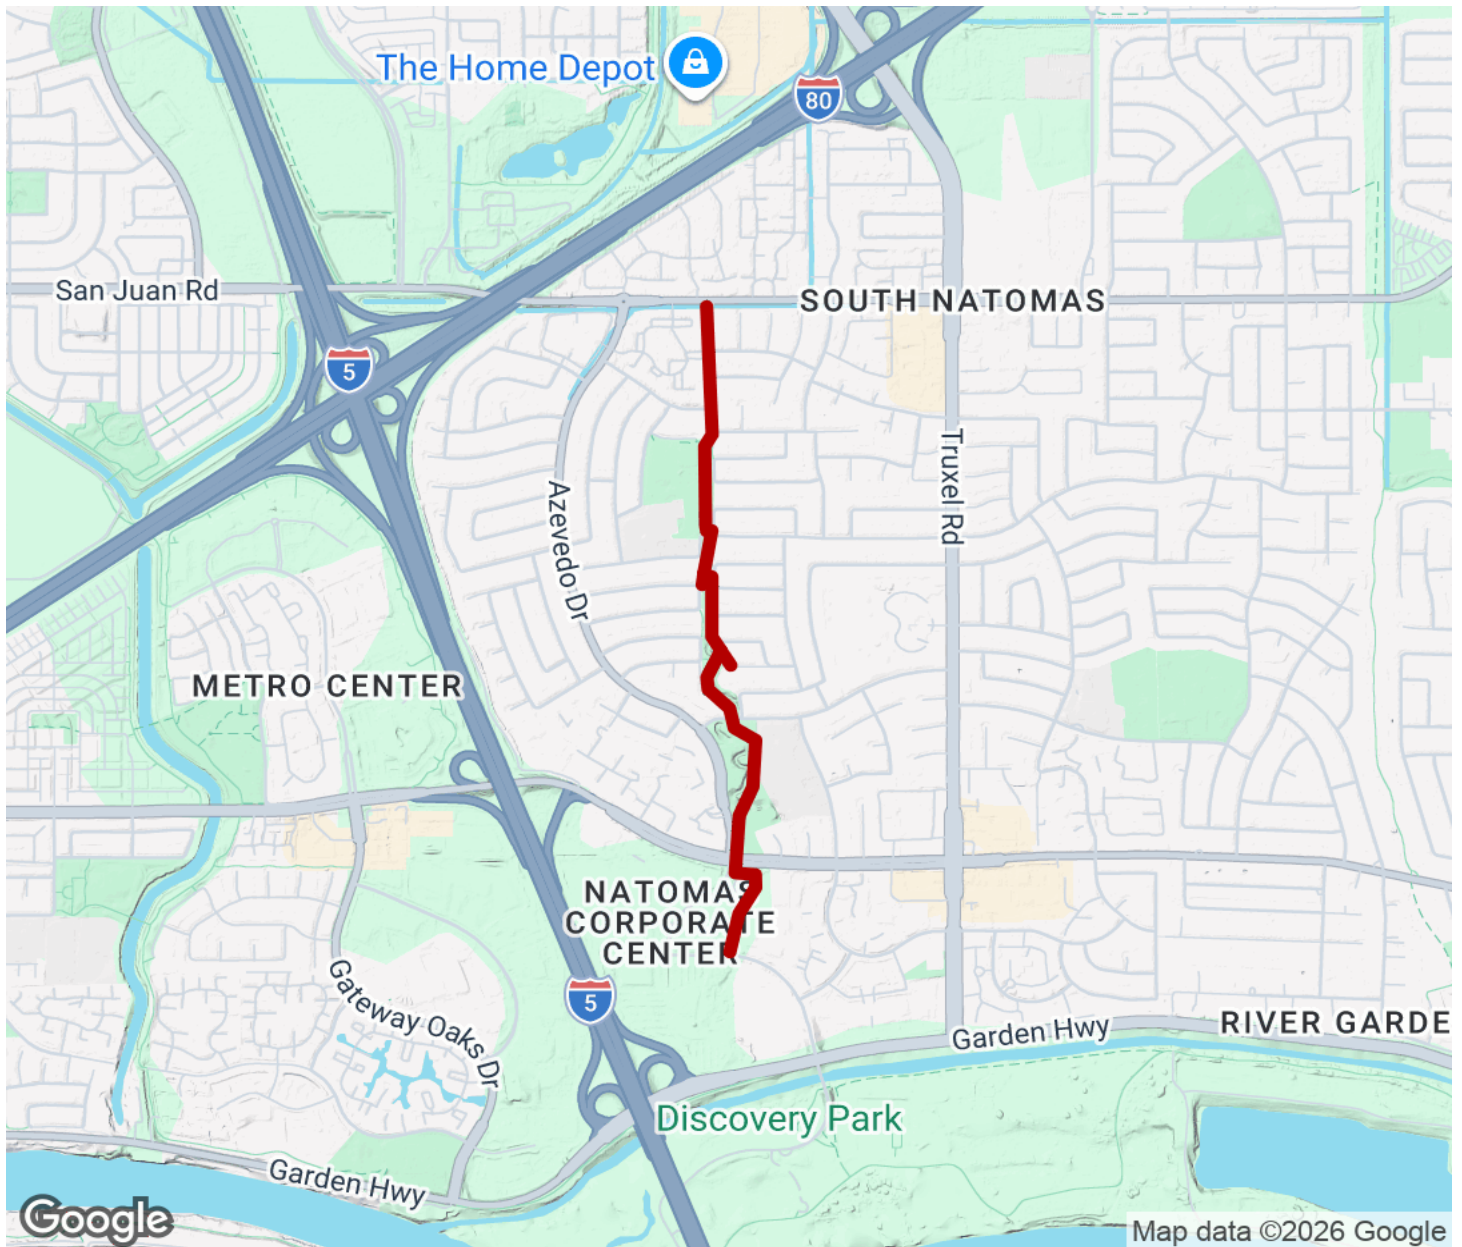 The Home Depot
80
San Juan Rd
SOUTH NATOMAS
5
Truxel Rd
Azevedo Dr
METRO CENTER
NATOMAS
CORPORATE
CENTER
5
Gateway Oaks Dr
Garden Hwy
RIVER GARDE
Discovery Park
Garden Hwy
Google
Map data ©2026 Google